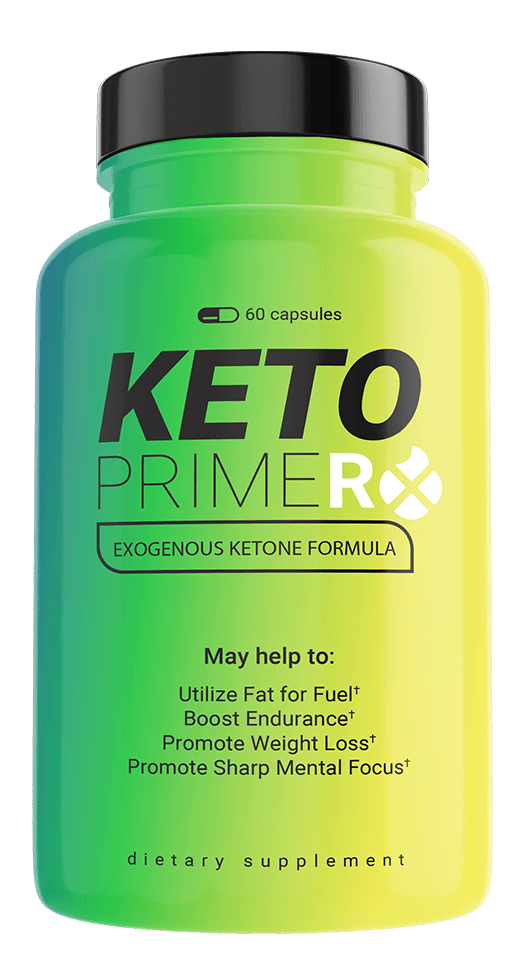 60 capsules
KETO
PRIMERX
EXOGENOUS KETONE FORMULA
May help to:
Utilize Fat for Fuel†
Boost Endurance†
Promote Weight Loss†
Promote Sharp Mental Focus†
dietary supplement